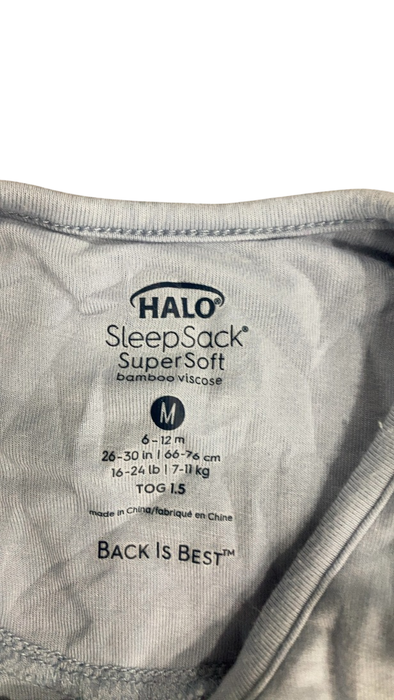 HALO®
SleepSack®
SuperSoft
bamboo viscose
M
6-12 m
26-30 in | 66-76 cm
16-24 lb | 7-11 kg
TOG 1.5
made in China/fabriqué en Chine
BACK IS BEST™